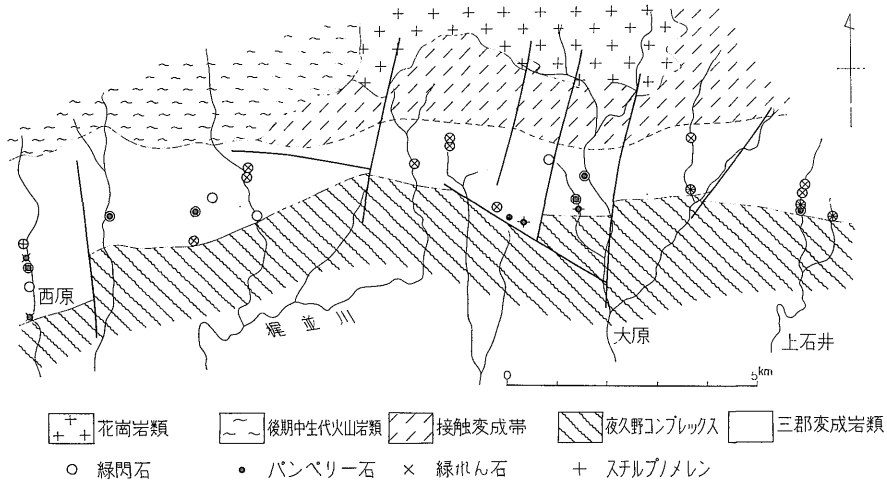 西原
梶並川
大原
上石井
0 5km
花崗岩類 後期中生代火山岩類 接触変成帯 夜久野コンプレックス 三郡変成岩類
緑閃石 パンペリー石 緑れん石 スチルプノメレン